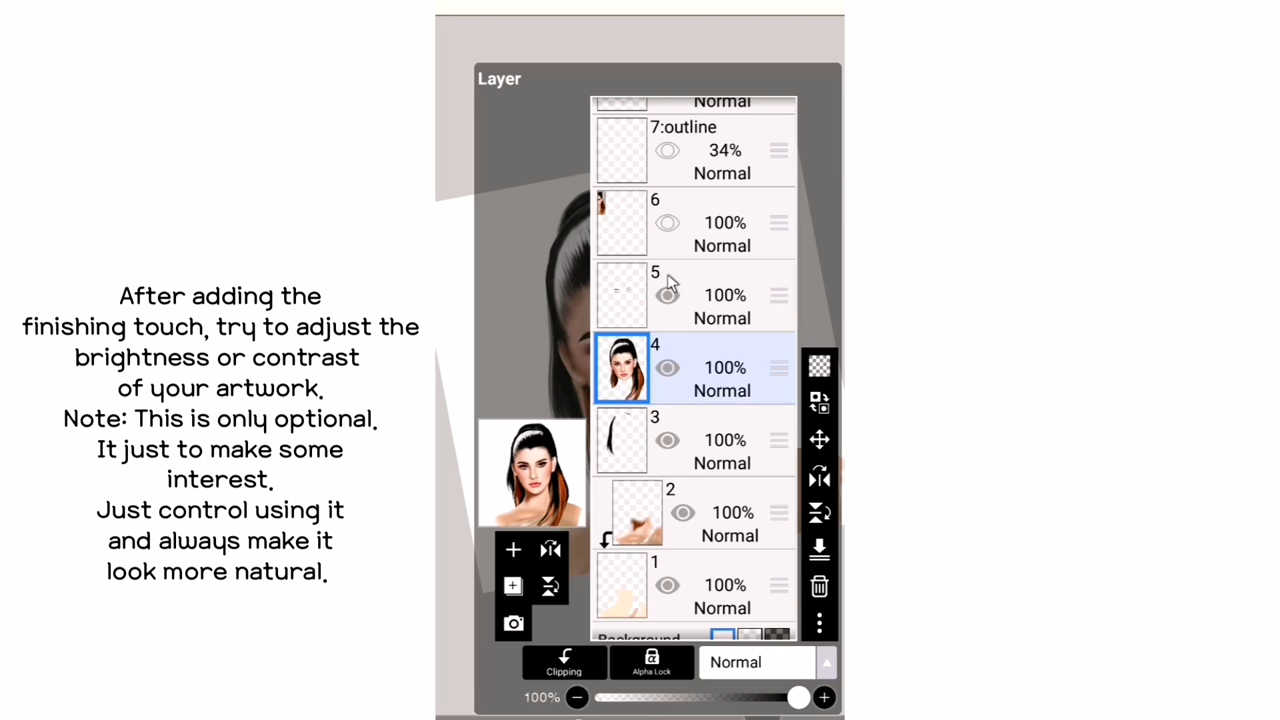 After adding the
finishing touch, try to adjust the
brightness or contrast
of your artwork.
Note: This is only optional.
It just to make some
interest.
Just control using it
and always make it
look more natural.
Layer
Normal
7:outline
34%
Normal
6
100%
Normal
5
100%
Normal
4
100%
Normal
3
100%
Normal
2
100%
Normal
1
100%
Normal
Background
Clipping
α
Alpha Lock
Normal
100%